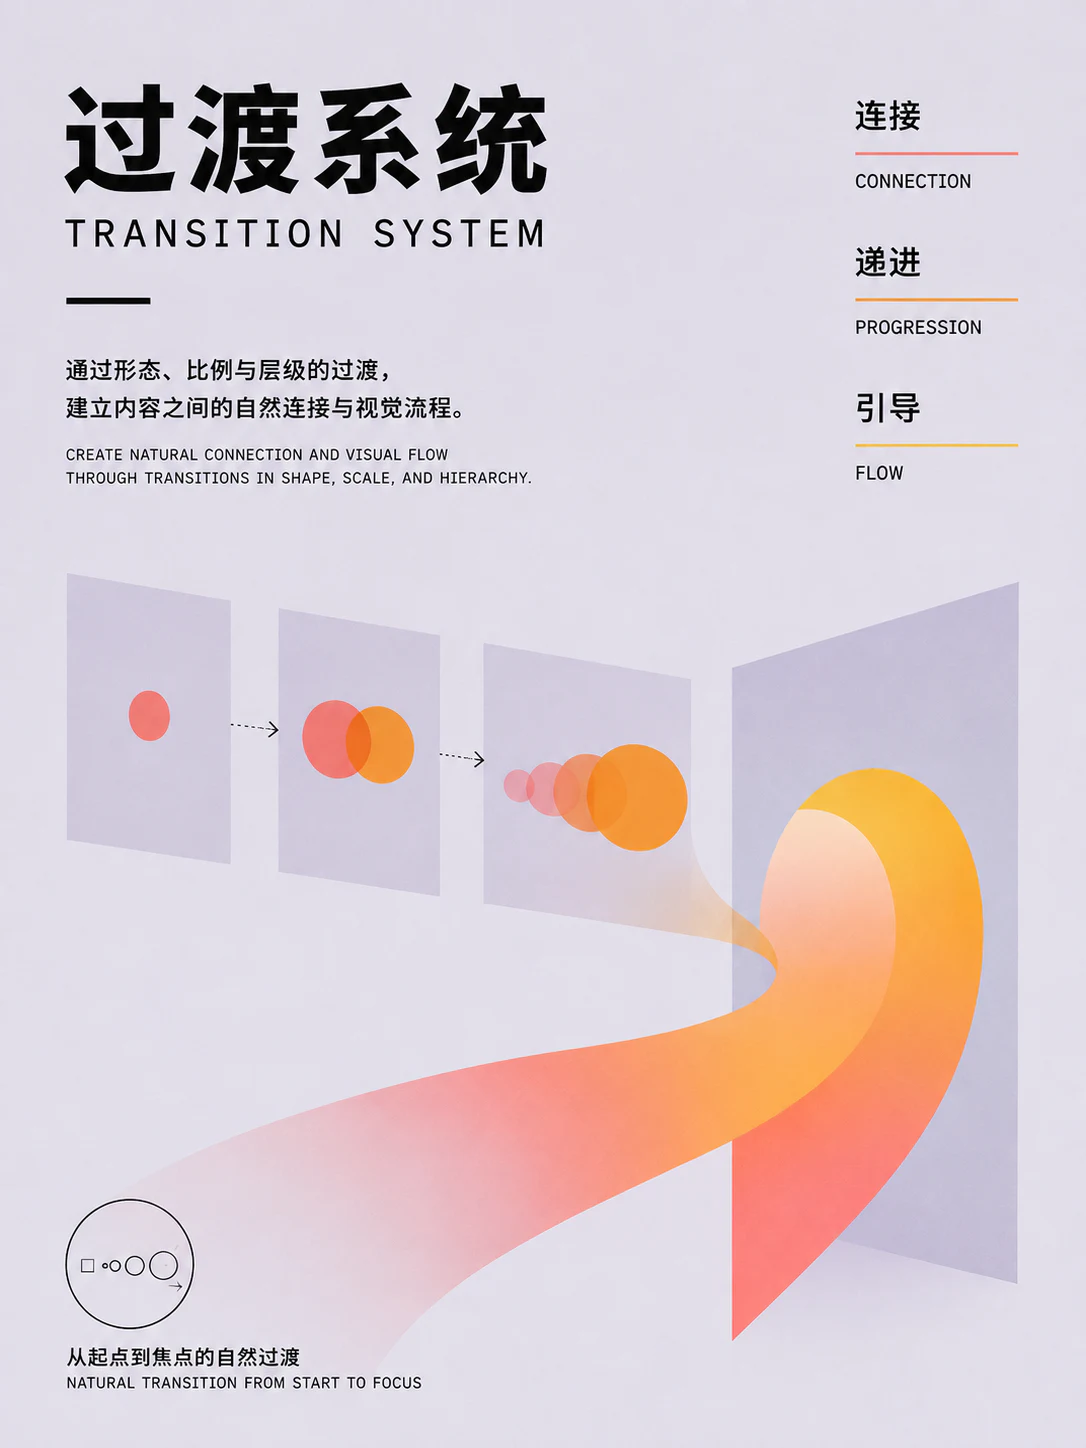 过渡系统
TRANSITION SYSTEM
通过形态、比例与层级的过渡，
建立内容之间的自然连接与视觉流程。
CREATE NATURAL CONNECTION AND VISUAL FLOW
THROUGH TRANSITIONS IN SHAPE, SCALE, AND HIERARCHY.
连接
CONNECTION
递进
PROGRESSION
引导
FLOW
从起点到焦点的自然过渡
NATURAL TRANSITION FROM START TO FOCUS